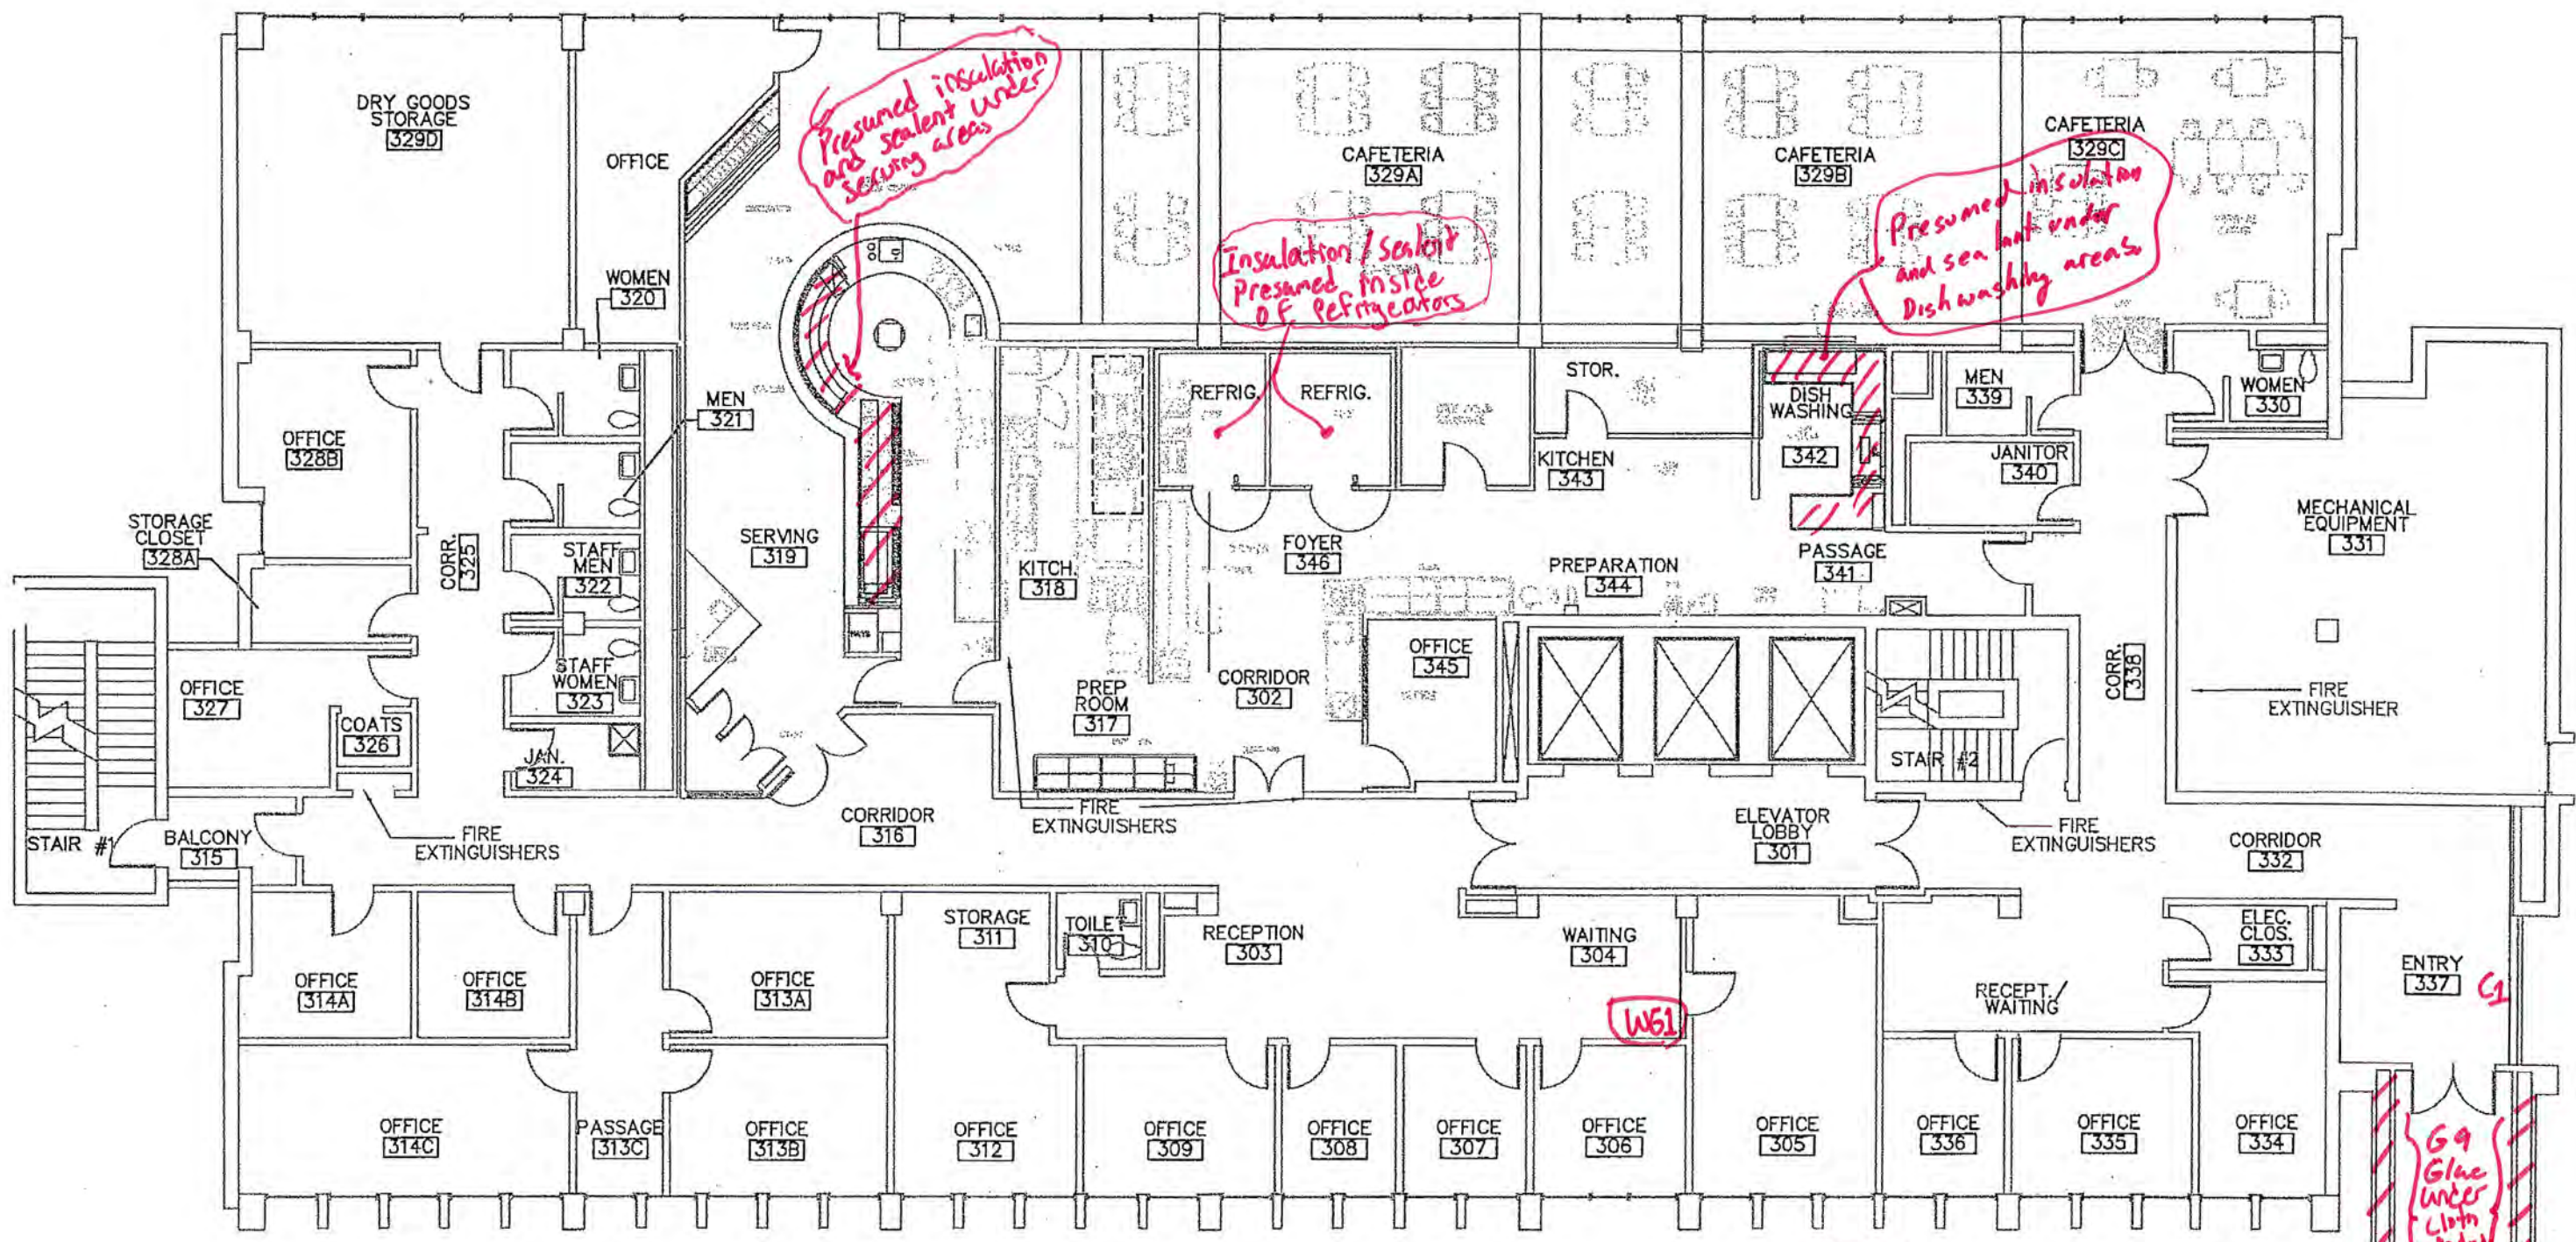 DRY GOODS
STORAGE
329D
OFFICE
Presumed insulation
and sealent under
serving areas
CAFETERIA
329A
CAFETERIA
329B
CAFETERIA
329C
Presumed insulation
and sealant under
Dishwashing areas.
Insulation / Sealent
Presumed inside
OF Refrigerators
WOMEN
320
MEN
321
OFFICE
328B
STORAGE
CLOSET
328A
CORR.
325
STAFF
MEN
322
STAFF
WOMEN
323
JAN.
324
OFFICE
327
COATS
326
SERVING
319
KITCH.
318
PREP
ROOM
317
REFRIG.
REFRIG.
STOR.
KITCHEN
343
DISH
WASHING
342
MEN
339
JANITOR
340
WOMEN
330
MECHANICAL
EQUIPMENT
331
FOYER
346
PREPARATION
344
PASSAGE
341
CORRIDOR
302
OFFICE
345
STAIR #2
CORR.
338
FIRE
EXTINGUISHER
STAIR #1
BALCONY
315
FIRE
EXTINGUISHERS
CORRIDOR
316
FIRE
EXTINGUISHERS
ELEVATOR
LOBBY
301
FIRE
EXTINGUISHERS
CORRIDOR
332
OFFICE
314A
OFFICE
314B
OFFICE
313A
STORAGE
311
TOILET
310
RECEPTION
303
WAITING
304
W61
RECEPT./
WAITING
ELEC.
CLOS.
333
ENTRY
337
C1
OFFICE
314C
PASSAGE
313C
OFFICE
313B
OFFICE
312
OFFICE
309
OFFICE
308
OFFICE
307
OFFICE
306
OFFICE
305
OFFICE
336
OFFICE
335
OFFICE
334
G9
Glue
under
cloth